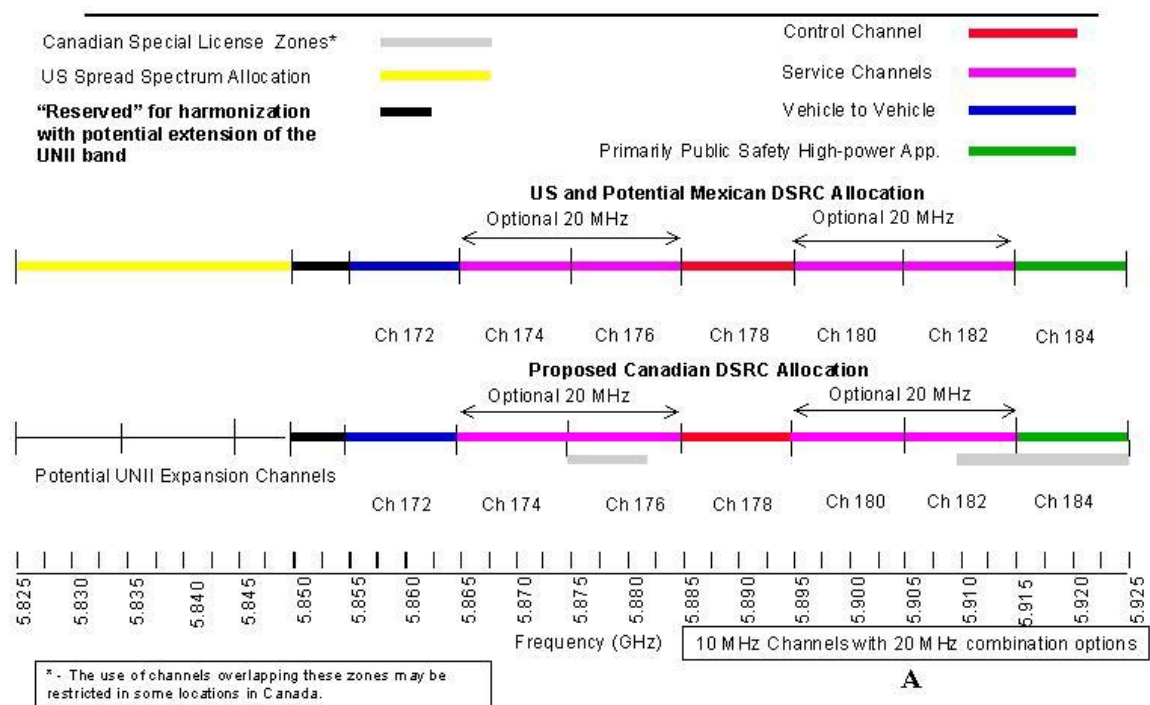 Canadian Special License Zones*
US Spread Spectrum Allocation
“Reserved” for harmonization
with potential extension of the
UNII band
Control Channel
Service Channels
Vehicle to Vehicle
Primarily Public Safety High-power App.
US and Potential Mexican DSRC Allocation
Optional 20 MHz Optional 20 MHz
Ch 172 Ch 174 Ch 176 Ch 178 Ch 180 Ch 182 Ch 184
Proposed Canadian DSRC Allocation
Optional 20 MHz Optional 20 MHz
Potential UNII Expansion Channels
Ch 172 Ch 174 Ch 176 Ch 178 Ch 180 Ch 182 Ch 184
5.825 5.830 5.835 5.840 5.845 5.850 5.855 5.860 5.865 5.870 5.875 5.880 5.885 5.890 5.895 5.900 5.905 5.910 5.915 5.920 5.925
Frequency (GHz)
10 MHz Channels with 20 MHz combination options
* - The use of channels overlapping these zones may be
restricted in some locations in Canada.
A